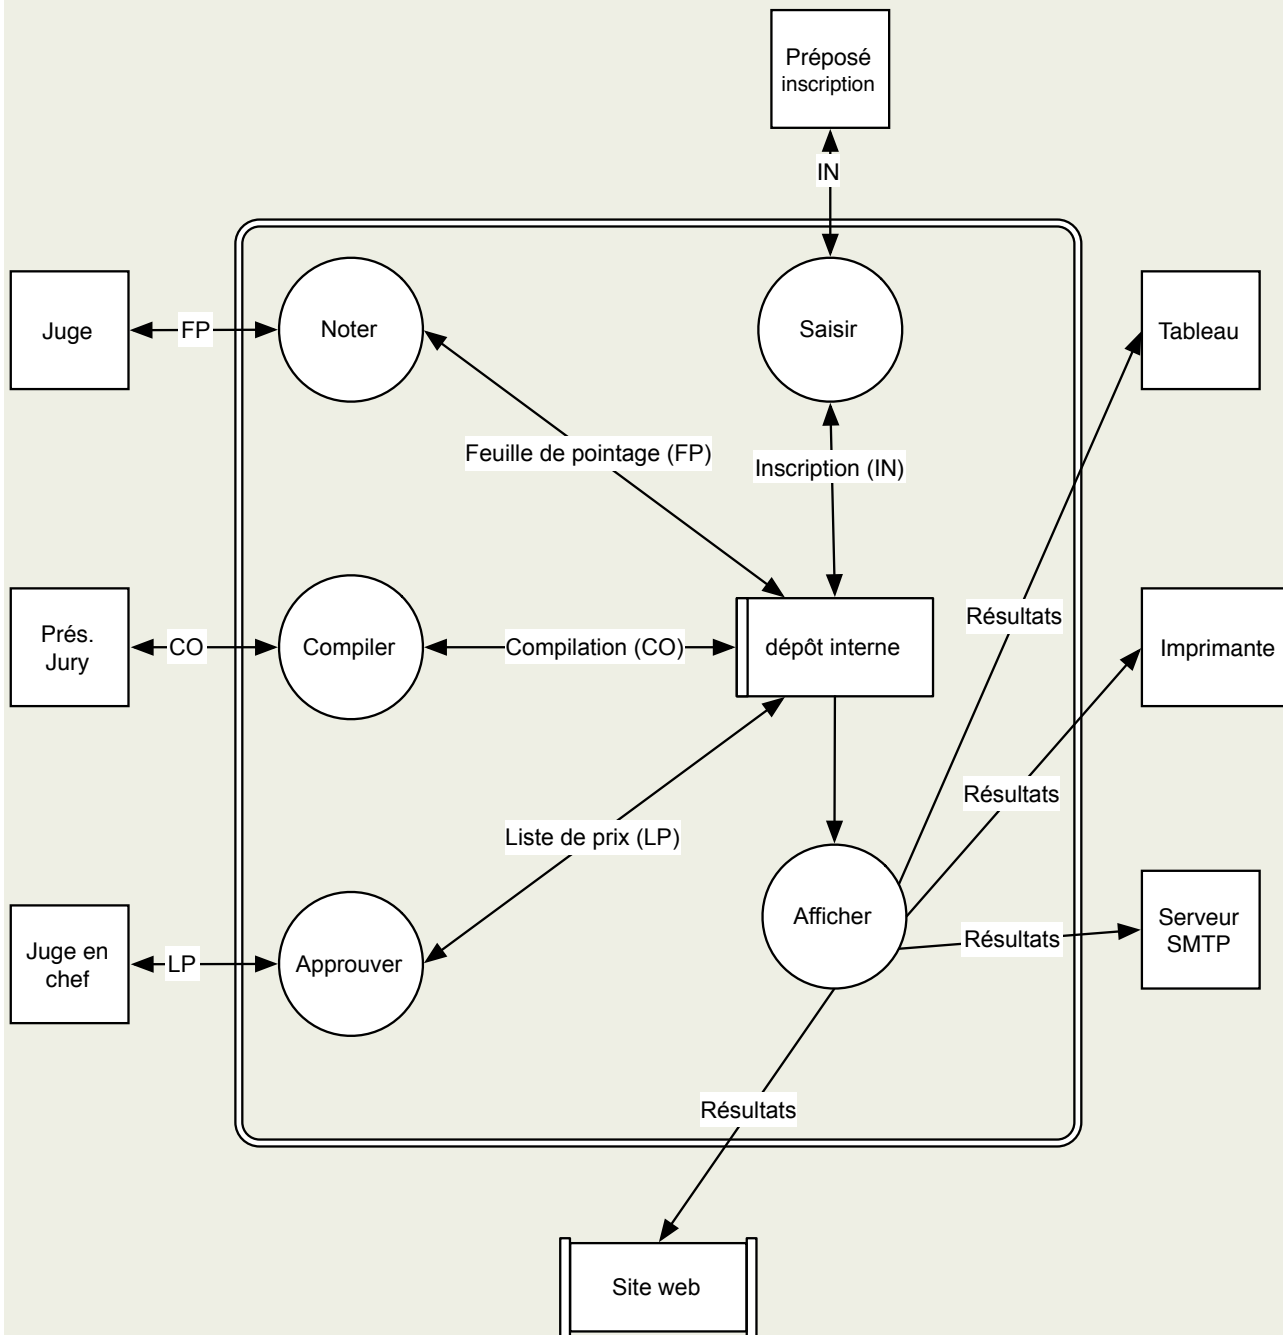 Préposé
inscription
IN
Juge
FP
Noter
Saisir
Tableau
Feuille de pointage (FP)
Inscription (IN)
Résultats
Prés.
Jury
CO
Compiler
Compilation (CO)
dépôt interne
Imprimante
Résultats
Liste de prix (LP)
Afficher
Serveur
SMTP
Résultats
Juge en
chef
LP
Approuver
Résultats
Site web